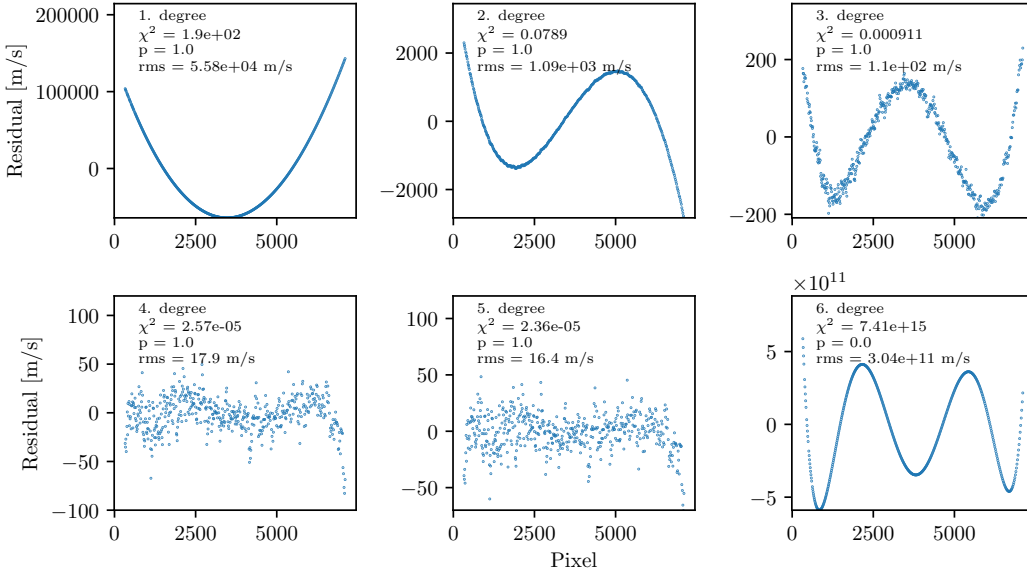 1. degree
χ² = 1.9e+02
p = 1.0
rms = 5.58e+04 m/s
200000
100000
0
Residual [m/s]
0 2500 5000
2. degree
χ² = 0.0789
p = 1.0
rms = 1.09e+03 m/s
2000
0
−2000
0 2500 5000
3. degree
χ² = 0.000911
p = 1.0
rms = 1.1e+02 m/s
200
0
−200
0 2500 5000
4. degree
χ² = 2.57e-05
p = 1.0
rms = 17.9 m/s
100
50
0
−50
−100
Residual [m/s]
0 2500 5000
5. degree
χ² = 2.36e-05
p = 1.0
rms = 16.4 m/s
100
50
0
−50
0 2500 5000
Pixel
×10¹¹
6. degree
χ² = 7.41e+15
p = 0.0
rms = 3.04e+11 m/s
5
0
−5
0 2500 5000